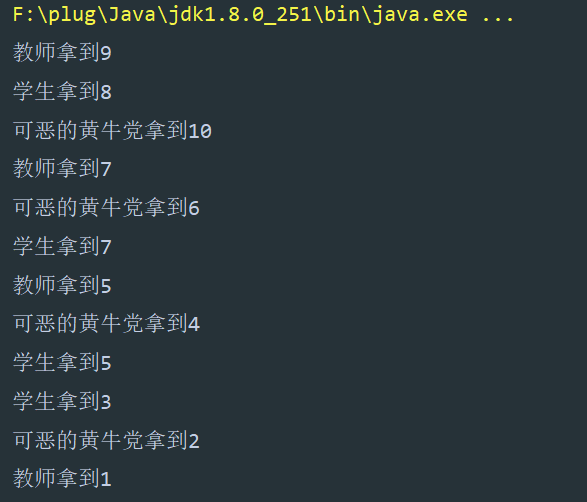 F:\plug\Java\jdk1.8.0_251\bin\java.exe ...
教师拿到9
学生拿到8
可恶的黄牛党拿到10
教师拿到7
可恶的黄牛党拿到6
学生拿到7
教师拿到5
可恶的黄牛党拿到4
学生拿到5
学生拿到3
可恶的黄牛党拿到2
教师拿到1